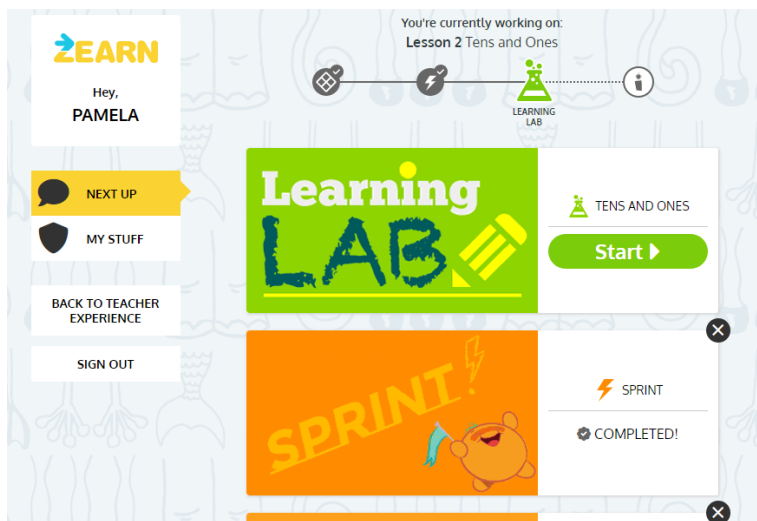 ZEARN
Hey,
PAMELA
NEXT UP
MY STUFF
BACK TO TEACHER
EXPERIENCE
SIGN OUT
You're currently working on:
Lesson 2 Tens and Ones
LEARNING
LAB
Learning
LAB
TENS AND ONES
Start
SPRINT!
SPRINT
COMPLETED!